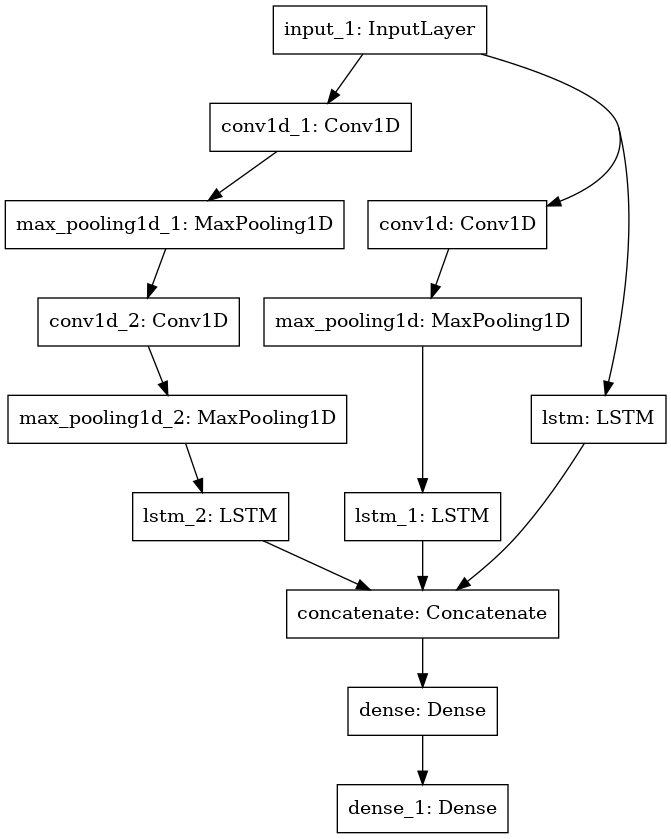 input_1: InputLayer
conv1d_1: Conv1D
max_pooling1d_1: MaxPooling1D
conv1d: Conv1D
conv1d_2: Conv1D
max_pooling1d: MaxPooling1D
max_pooling1d_2: MaxPooling1D
lstm: LSTM
lstm_2: LSTM
lstm_1: LSTM
concatenate: Concatenate
dense: Dense
dense_1: Dense